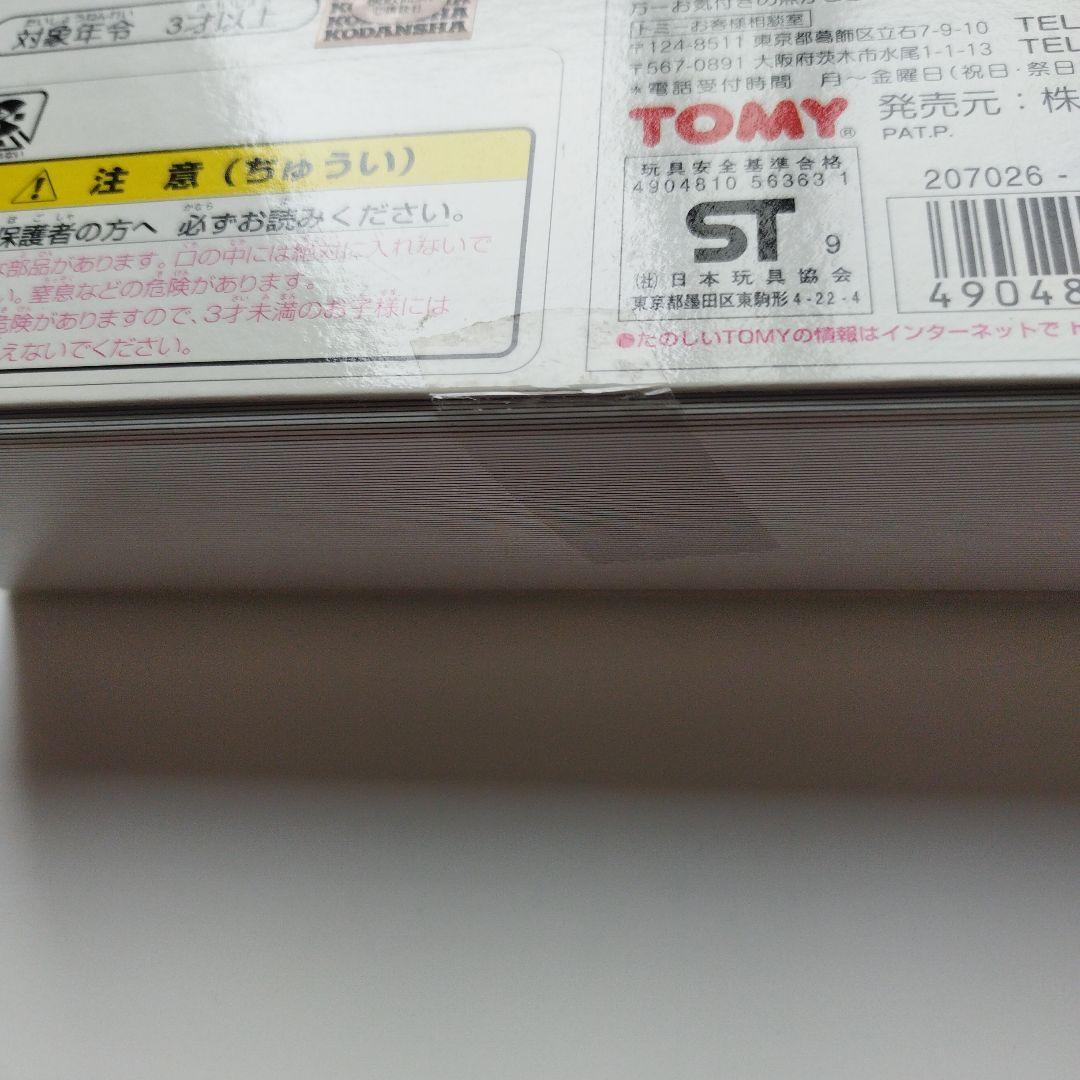 対象年令 3才以上
KODANSHA
注意(ちゅうい)
保護者の方へ 必ずお読みください。
部品があります。口の中には絶対に入れないで
い。窒息などの危険があります。
危険がありますので、3才未満のお子様には
えないでください。
トミーお客様相談室
〒124-8511 東京都葛飾区立石7-9-10 TEL
〒567-0891 大阪府茨木市水尾1-1-13 TEL
*電話受付時間 月〜金曜日(祝日・祭日
TOMY® 発売元:株
PAT.P.
玩具安全基準合格
4904810 56363 1
ST 9
(社)日本玩具協会
東京都墨田区東駒形4-22-4
207026 -
49048
●たのしいTOMYの情報はインターネットで